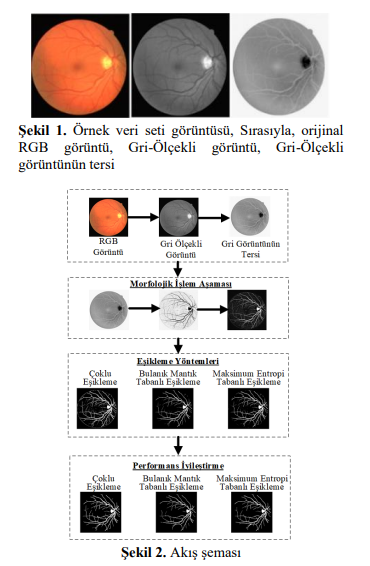 Şekil 1. Örnek veri seti görüntüsü, Sırasıyla, orijinal
RGB görüntü, Gri-Ölçekli görüntü, Gri-Ölçekli
görüntünün tersi
RGB
Görüntü
Gri Ölçekli
Görüntü
Gri Görüntünün
Tersi
Morfolojik İşlem Aşaması
Eşikleme Yöntemleri
Çoklu
Eşikleme
Bulanık Mantık
Tabanlı Eşikleme
Maksimum Entropi
Tabanlı Eşikleme
Performans İyileştirme
Çoklu
Eşikleme
Bulanık Mantık
Tabanlı Eşikleme
Maksimum Entropi
Tabanlı Eşikleme
Şekil 2. Akış şeması